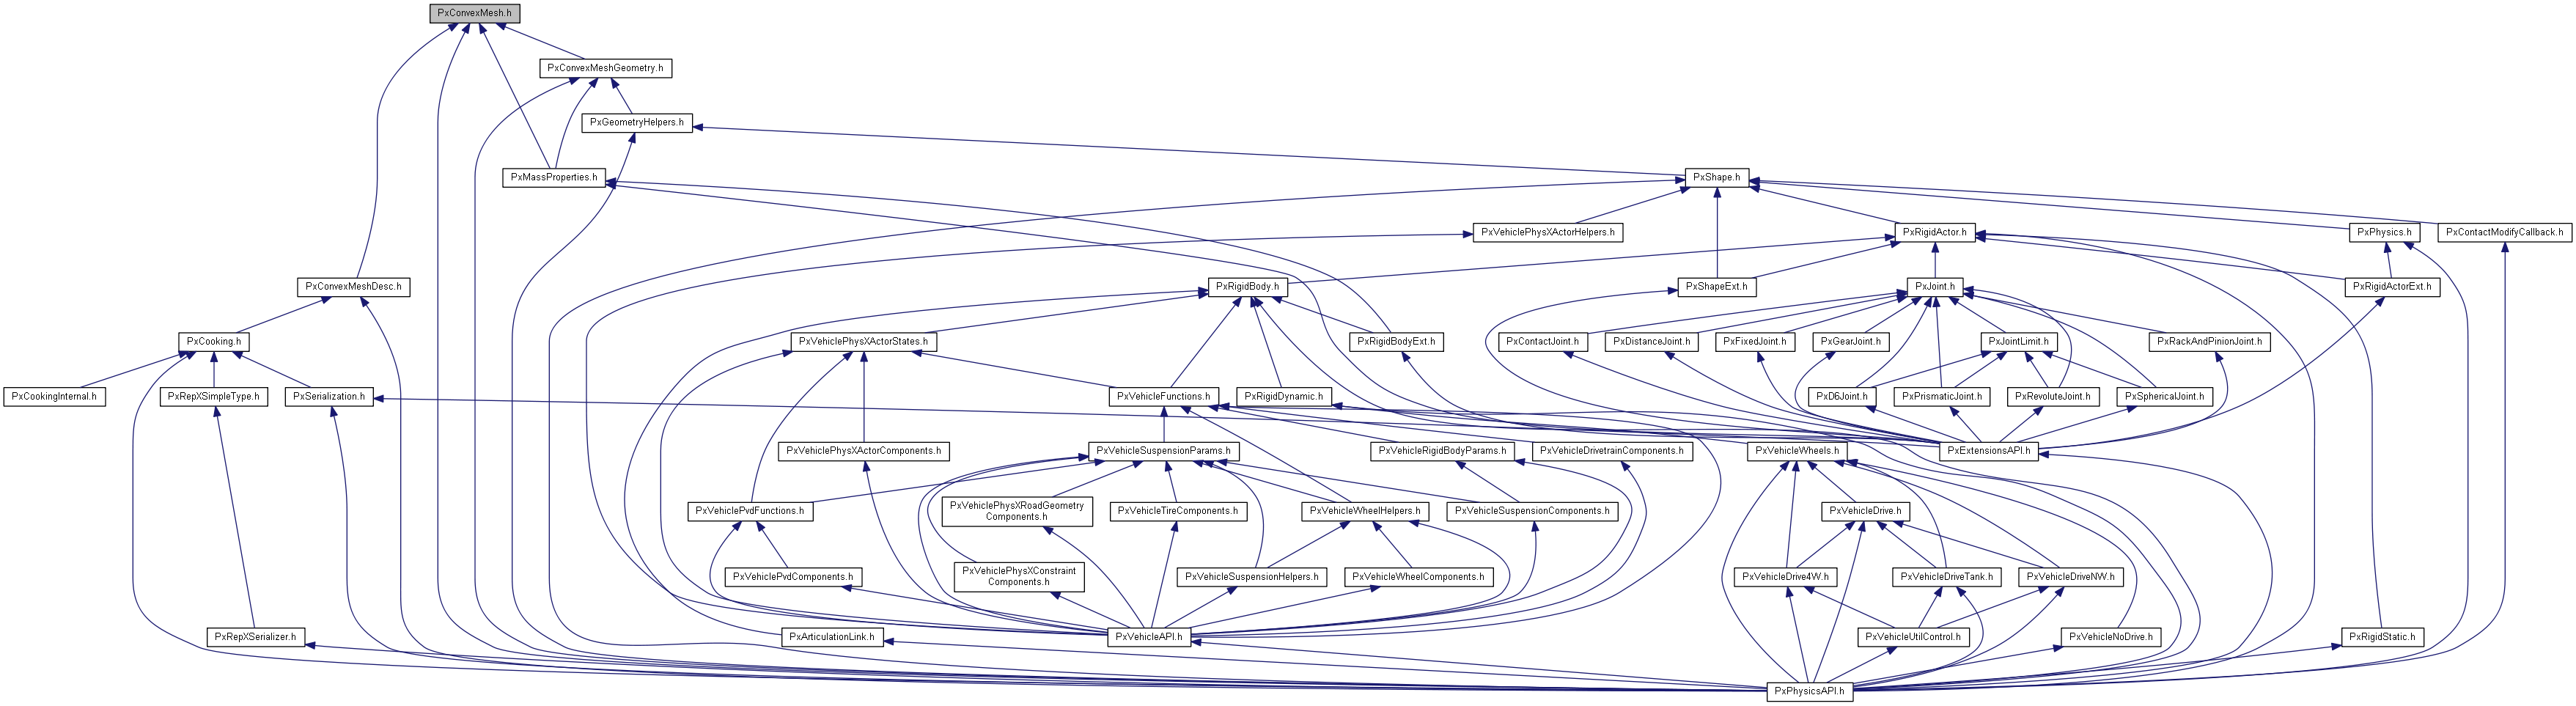 PxConvexMesh.h
PxConvexMeshGeometry.h
PxGeometryHelpers.h
PxMassProperties.h
PxShape.h
PxVehiclePhysXActorHelpers.h
PxRigidActor.h
PxPhysics.h
PxContactModifyCallback.h
PxConvexMeshDesc.h
PxRigidBody.h
PxShapeExt.h
PxJoint.h
PxRigidActorExt.h
PxCooking.h
PxVehiclePhysXActorStates.h
PxRigidBodyExt.h
PxContactJoint.h
PxDistanceJoint.h
PxFixedJoint.h
PxGearJoint.h
PxJointLimit.h
PxRackAndPinionJoint.h
PxCookingInternal.h
PxRepXSimpleType.h
PxSerialization.h
PxVehicleFunctions.h
PxRigidDynamic.h
PxD6Joint.h
PxPrismaticJoint.h
PxRevoluteJoint.h
PxSphericalJoint.h
PxVehiclePhysXActorComponents.h
PxVehicleSuspensionParams.h
PxVehicleRigidBodyParams.h
PxVehicleDrivetrainComponents.h
PxVehicleWheels.h
PxExtensionsAPI.h
PxVehiclePvdFunctions.h
PxVehiclePhysXRoadGeometry
Components.h
PxVehicleTireComponents.h
PxVehicleWheelHelpers.h
PxVehicleSuspensionComponents.h
PxVehicleDrive.h
PxVehiclePvdComponents.h
PxVehiclePhysXConstraint
Components.h
PxVehicleSuspensionHelpers.h
PxVehicleWheelComponents.h
PxVehicleDrive4W.h
PxVehicleDriveTank.h
PxVehicleDriveNW.h
PxRepXSerializer.h
PxArticulationLink.h
PxVehicleAPI.h
PxVehicleUtilControl.h
PxVehicleNoDrive.h
PxRigidStatic.h
PxPhysicsAPI.h